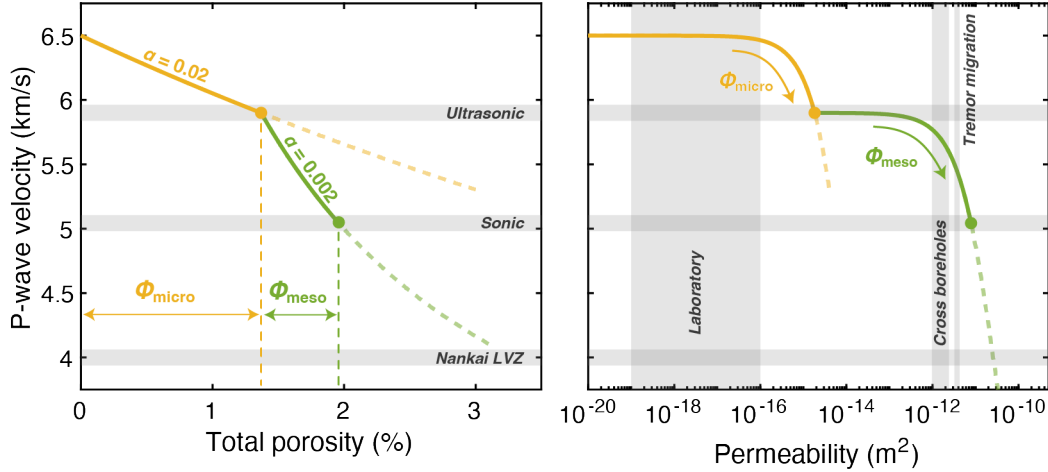 P-wave velocity (km/s)
6.5
6
5.5
5
4.5
4
α = 0.02
α = 0.002
Ultrasonic
Sonic
Nankai LVZ
Φmicro
Φmeso
0
1
2
3
Total porosity (%)
Φmicro
Φmeso
Laboratory
Cross boreholes
Tremor migration
10-20
10-18
10-16
10-14
10-12
10-10
Permeability (m2)